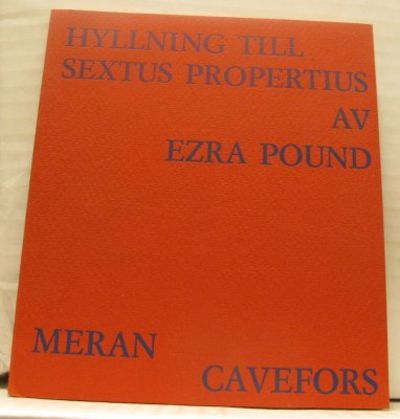 HYLLNING TILL
SEXTUS PROPERTIUS
AV
EZRA POUND
MERAN
CAVEFORS